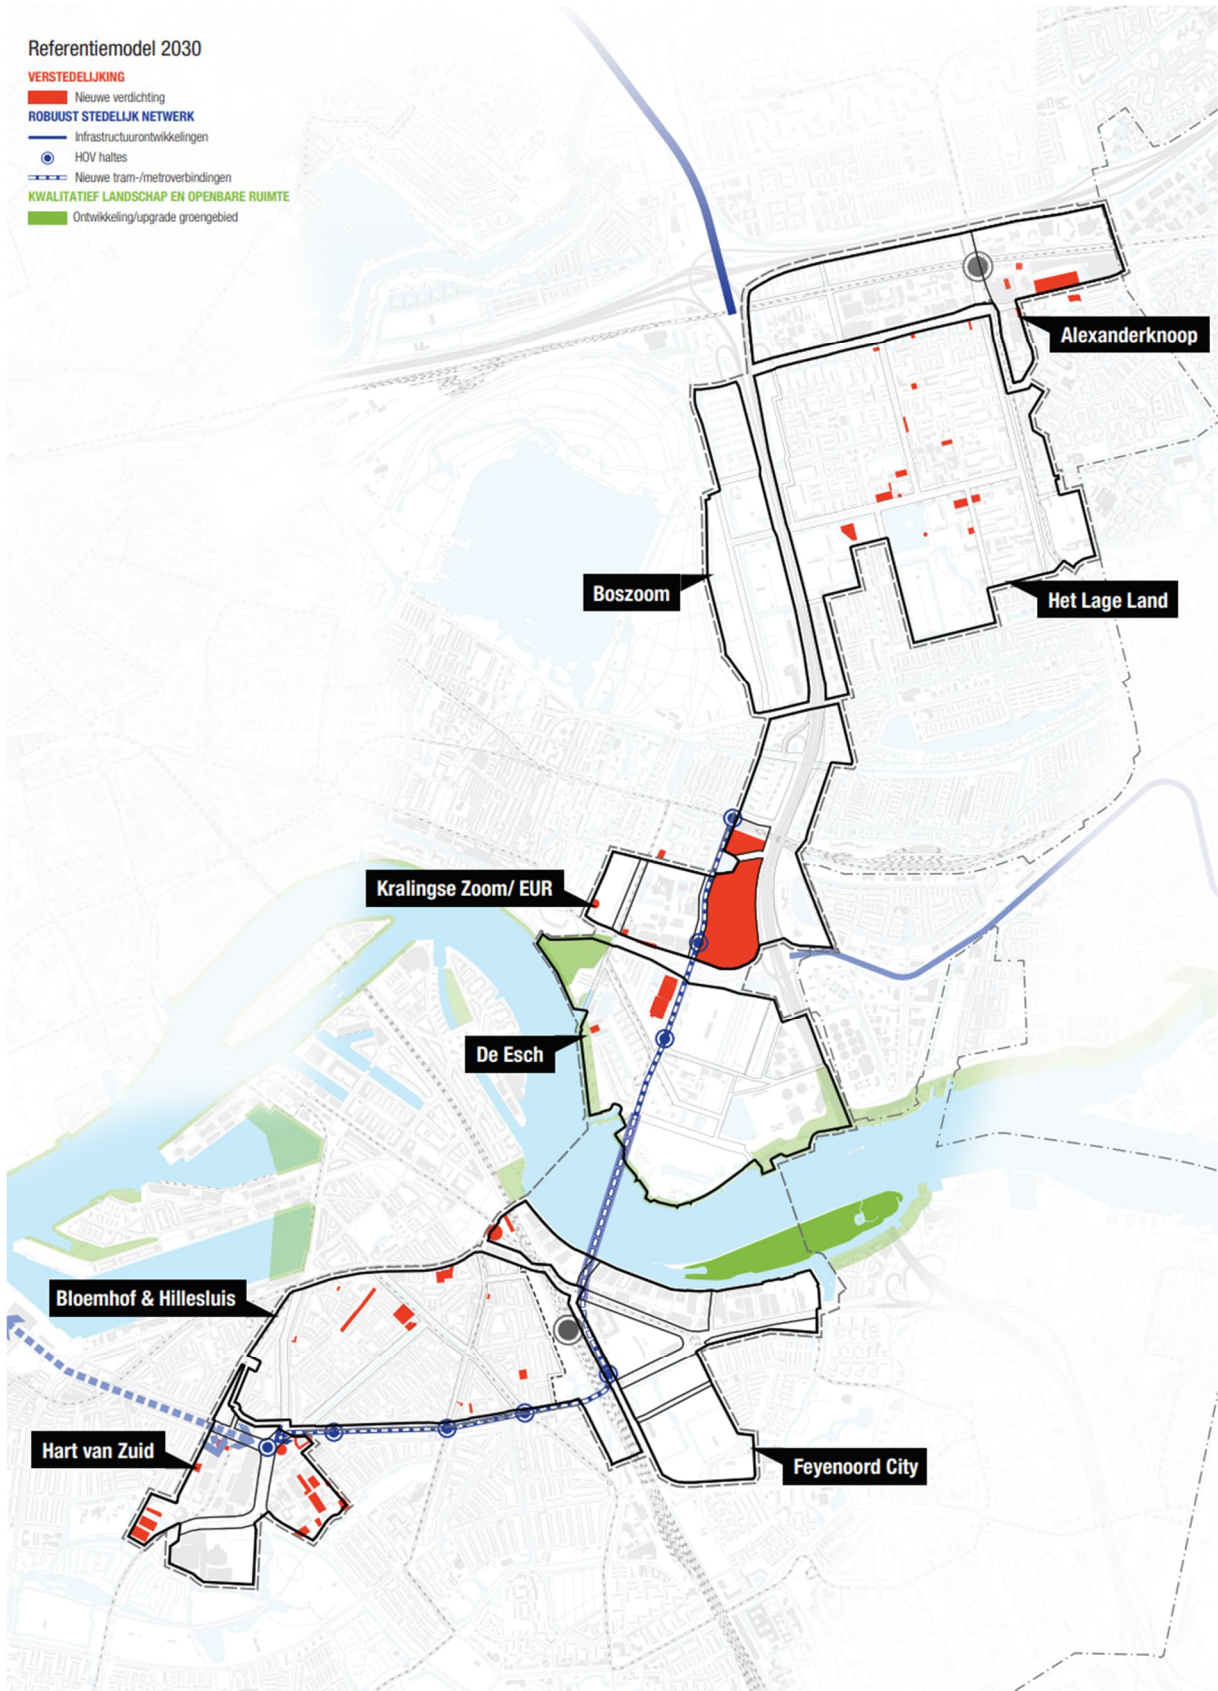 Referentiemodel 2030
VERSTEDELIJKING
Nieuwe verdichting
ROBUUST STEDELIJK NETWERK
Infrastructuurontwikkelingen
HOV haltes
Nieuwe tram-/metroverbindingen
KWALITATIEF LANDSCHAP EN OPENBARE RUIMTE
Ontwikkeling/upgrade groengebied
Alexanderknoop
Boszoom
Het Lage Land
Kralingse Zoom/ EUR
De Esch
Bloemhof & Hillesluis
Hart van Zuid
Feyenoord City